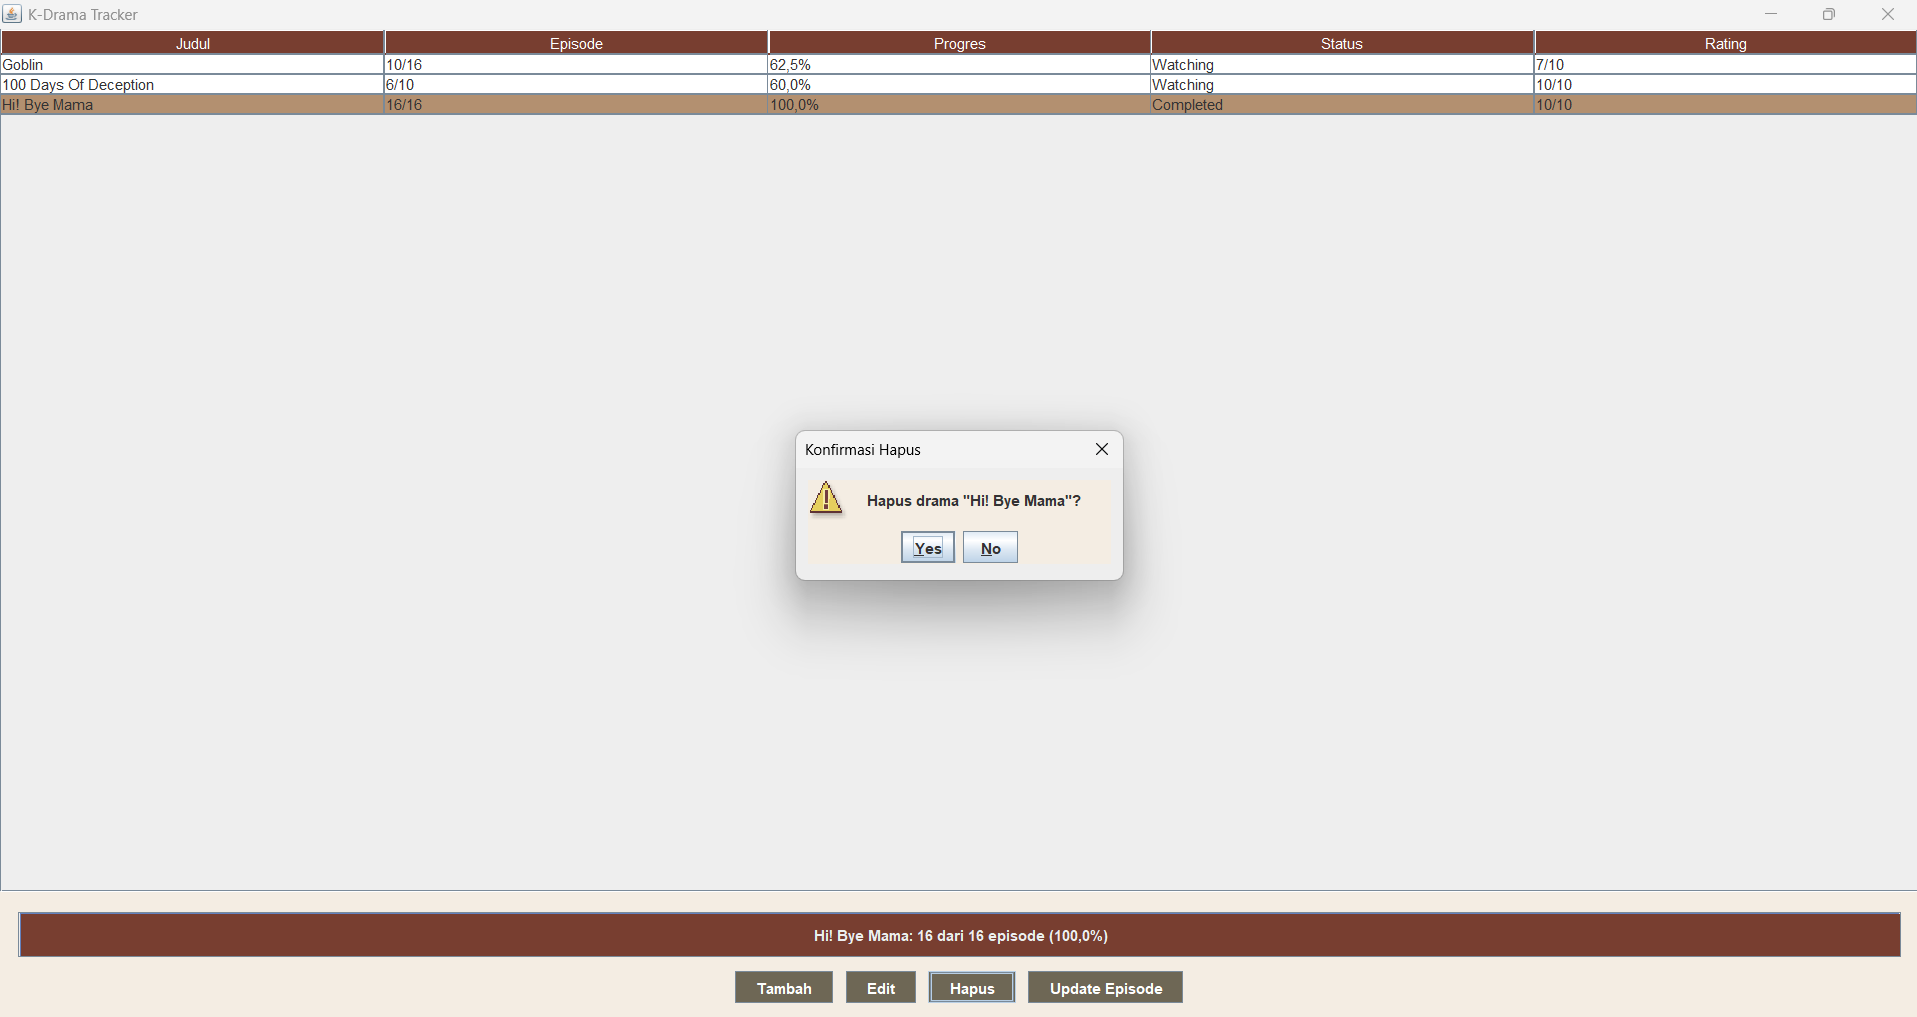 K-Drama Tracker
Judul Episode Progres Status Rating
Goblin 10/16 62,5% Watching 7/10
100 Days Of Deception 6/10 60,0% Watching 10/10
Hi! Bye Mama 16/16 100,0% Completed 10/10
Konfirmasi Hapus
Hapus drama "Hi! Bye Mama"?
Yes No
Hi! Bye Mama: 16 dari 16 episode (100,0%)
Tambah Edit Hapus Update Episode